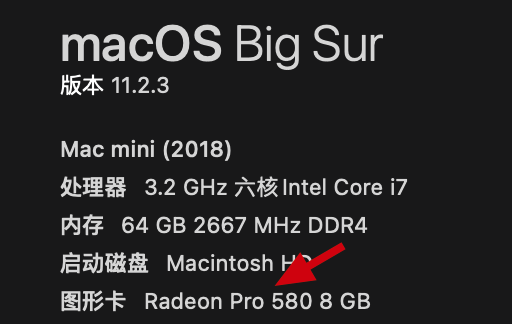 macOS Big Sur
版本 11.2.3
Mac mini (2018)
处理器 3.2 GHz 六核Intel Core i7
内存 64 GB 2667 MHz DDR4
启动磁盘 Macintosh HD
图形卡 Radeon Pro 580 8 GB